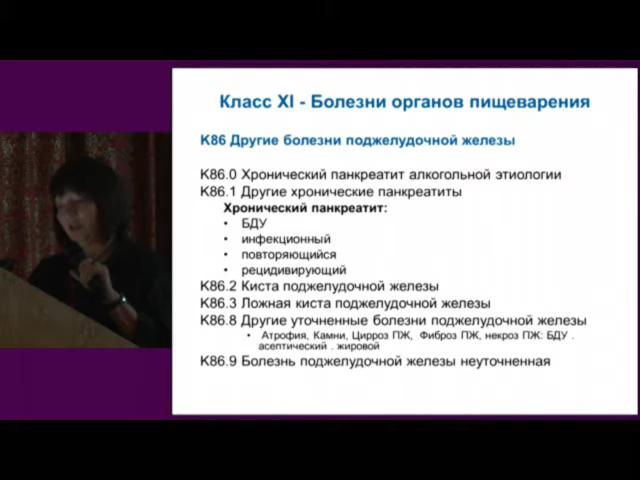 Класс XI - Болезни органов пищеварения
K86 Другие болезни поджелудочной железы
K86.0 Хронический панкреатит алкогольной этиологии
K86.1 Другие хронические панкреатиты
Хронический панкреатит:
• БДУ
• инфекционный
• повторяющийся
• рецидивирующий
K86.2 Киста поджелудочной железы
K86.3 Ложная киста поджелудочной железы
K86.8 Другие уточненные болезни поджелудочной железы
• Атрофия, Камни, Цирроз ПЖ, Фиброз ПЖ, некроз ПЖ: БДУ .
асептический . жировой
K86.9 Болезнь поджелудочной железы неуточненная